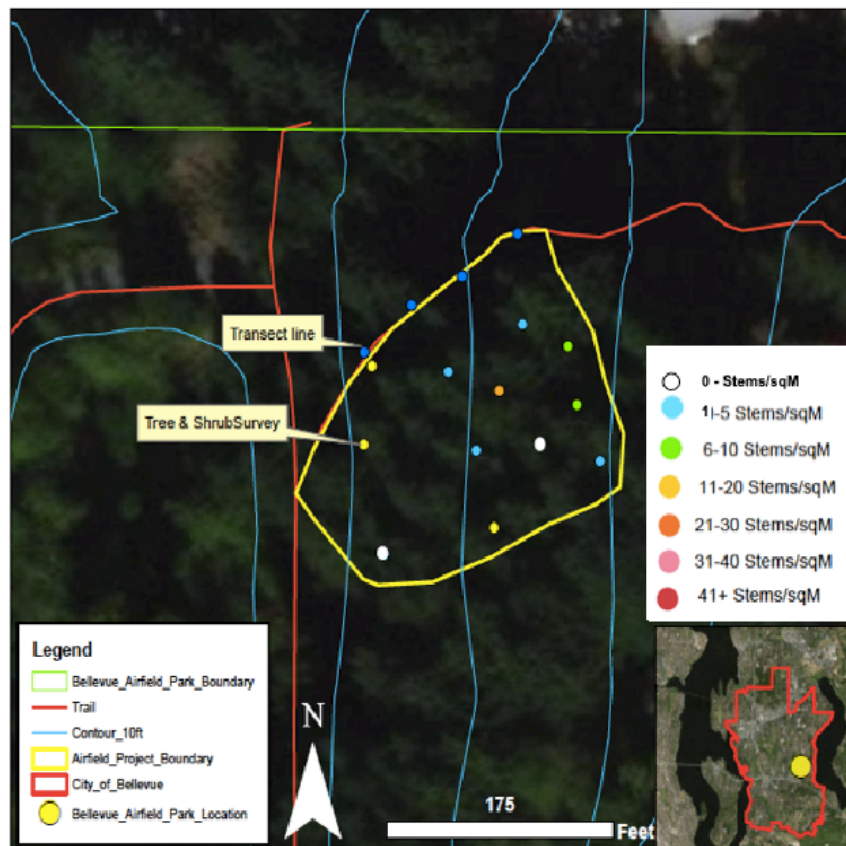 Transect line
Tree & ShrubSurvey
0 - Stems/sqM
1I-5 Stems/sqM
6-10 Stems/sqM
11-20 Stems/sqM
21-30 Stems/sqM
31-40 Stems/sqM
41+ Stems/sqM
Legend
Bellevue_Airfield_Park_Boundary
Trail
Contour_10ft
Airfield_Project_Boundary
City_of_Bellevue
Bellevue_Airfield_Park_Location
N
175
Feet